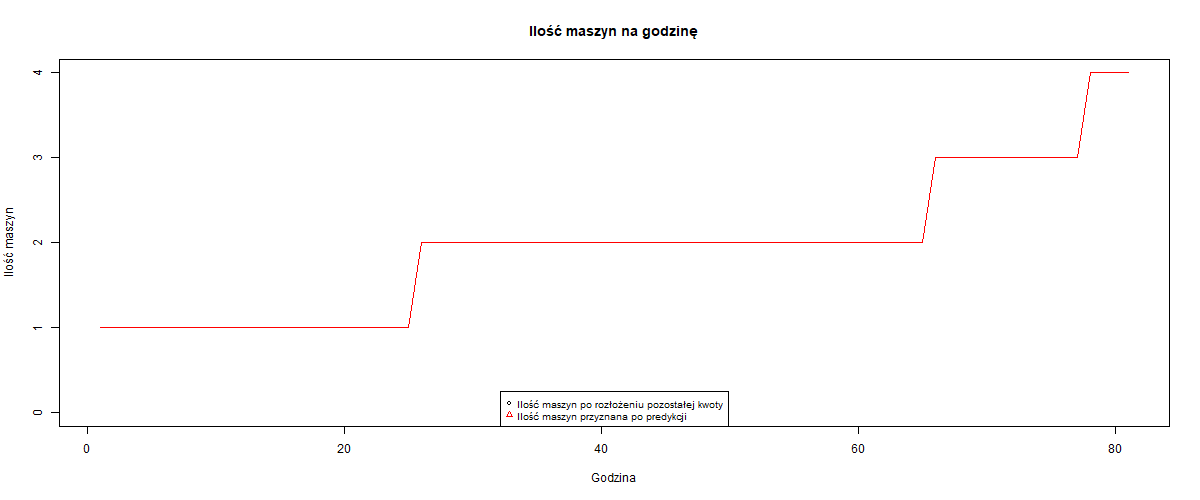 Ilość maszyn na godzinę
Ilość maszyn
4
3
2
1
0
Ilość maszyn po rozłożeniu pozostałej kwoty
Ilość maszyn przyznana po predykcji
0 20 40 60 80
Godzina